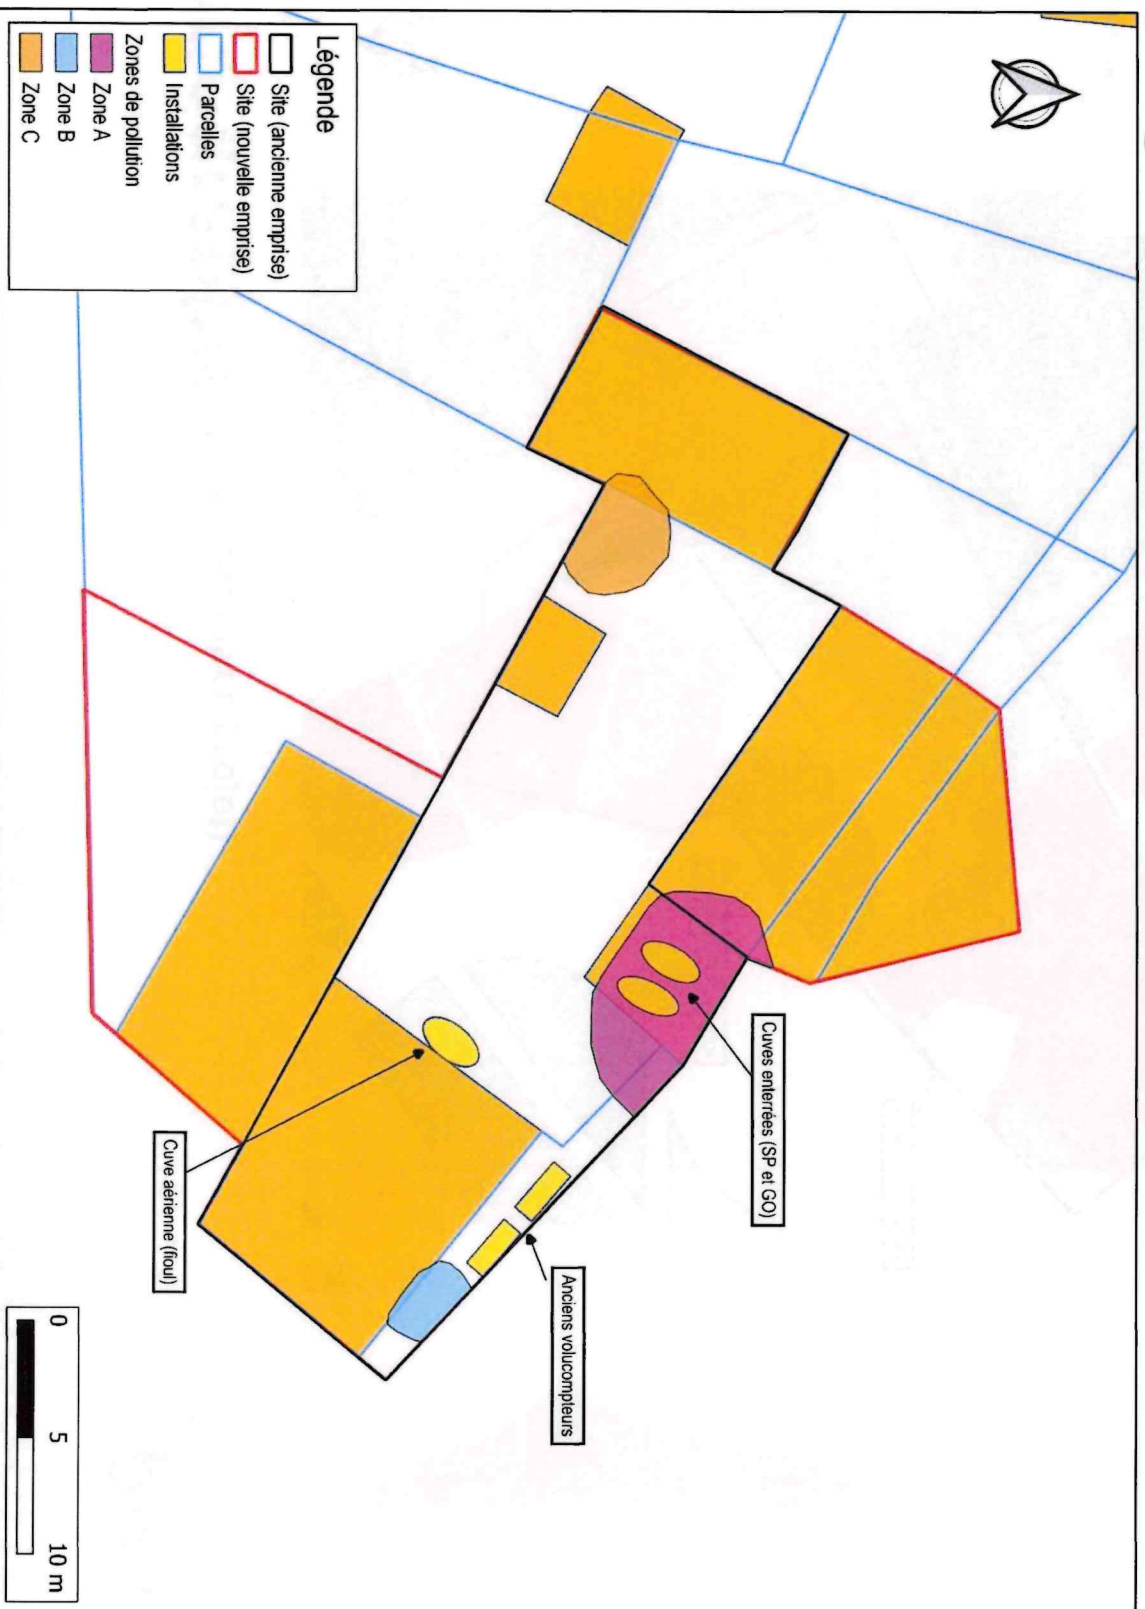 Légende
Site (ancienne emprise)
Site (nouvelle emprise)
Parcelles
Installations
Zones de pollution
Zone A
Zone B
Zone C
Cuves enterrées (SP et GO)
Anciens volucompteurs
Cuve aérienne (fioul)
0 5 10 m